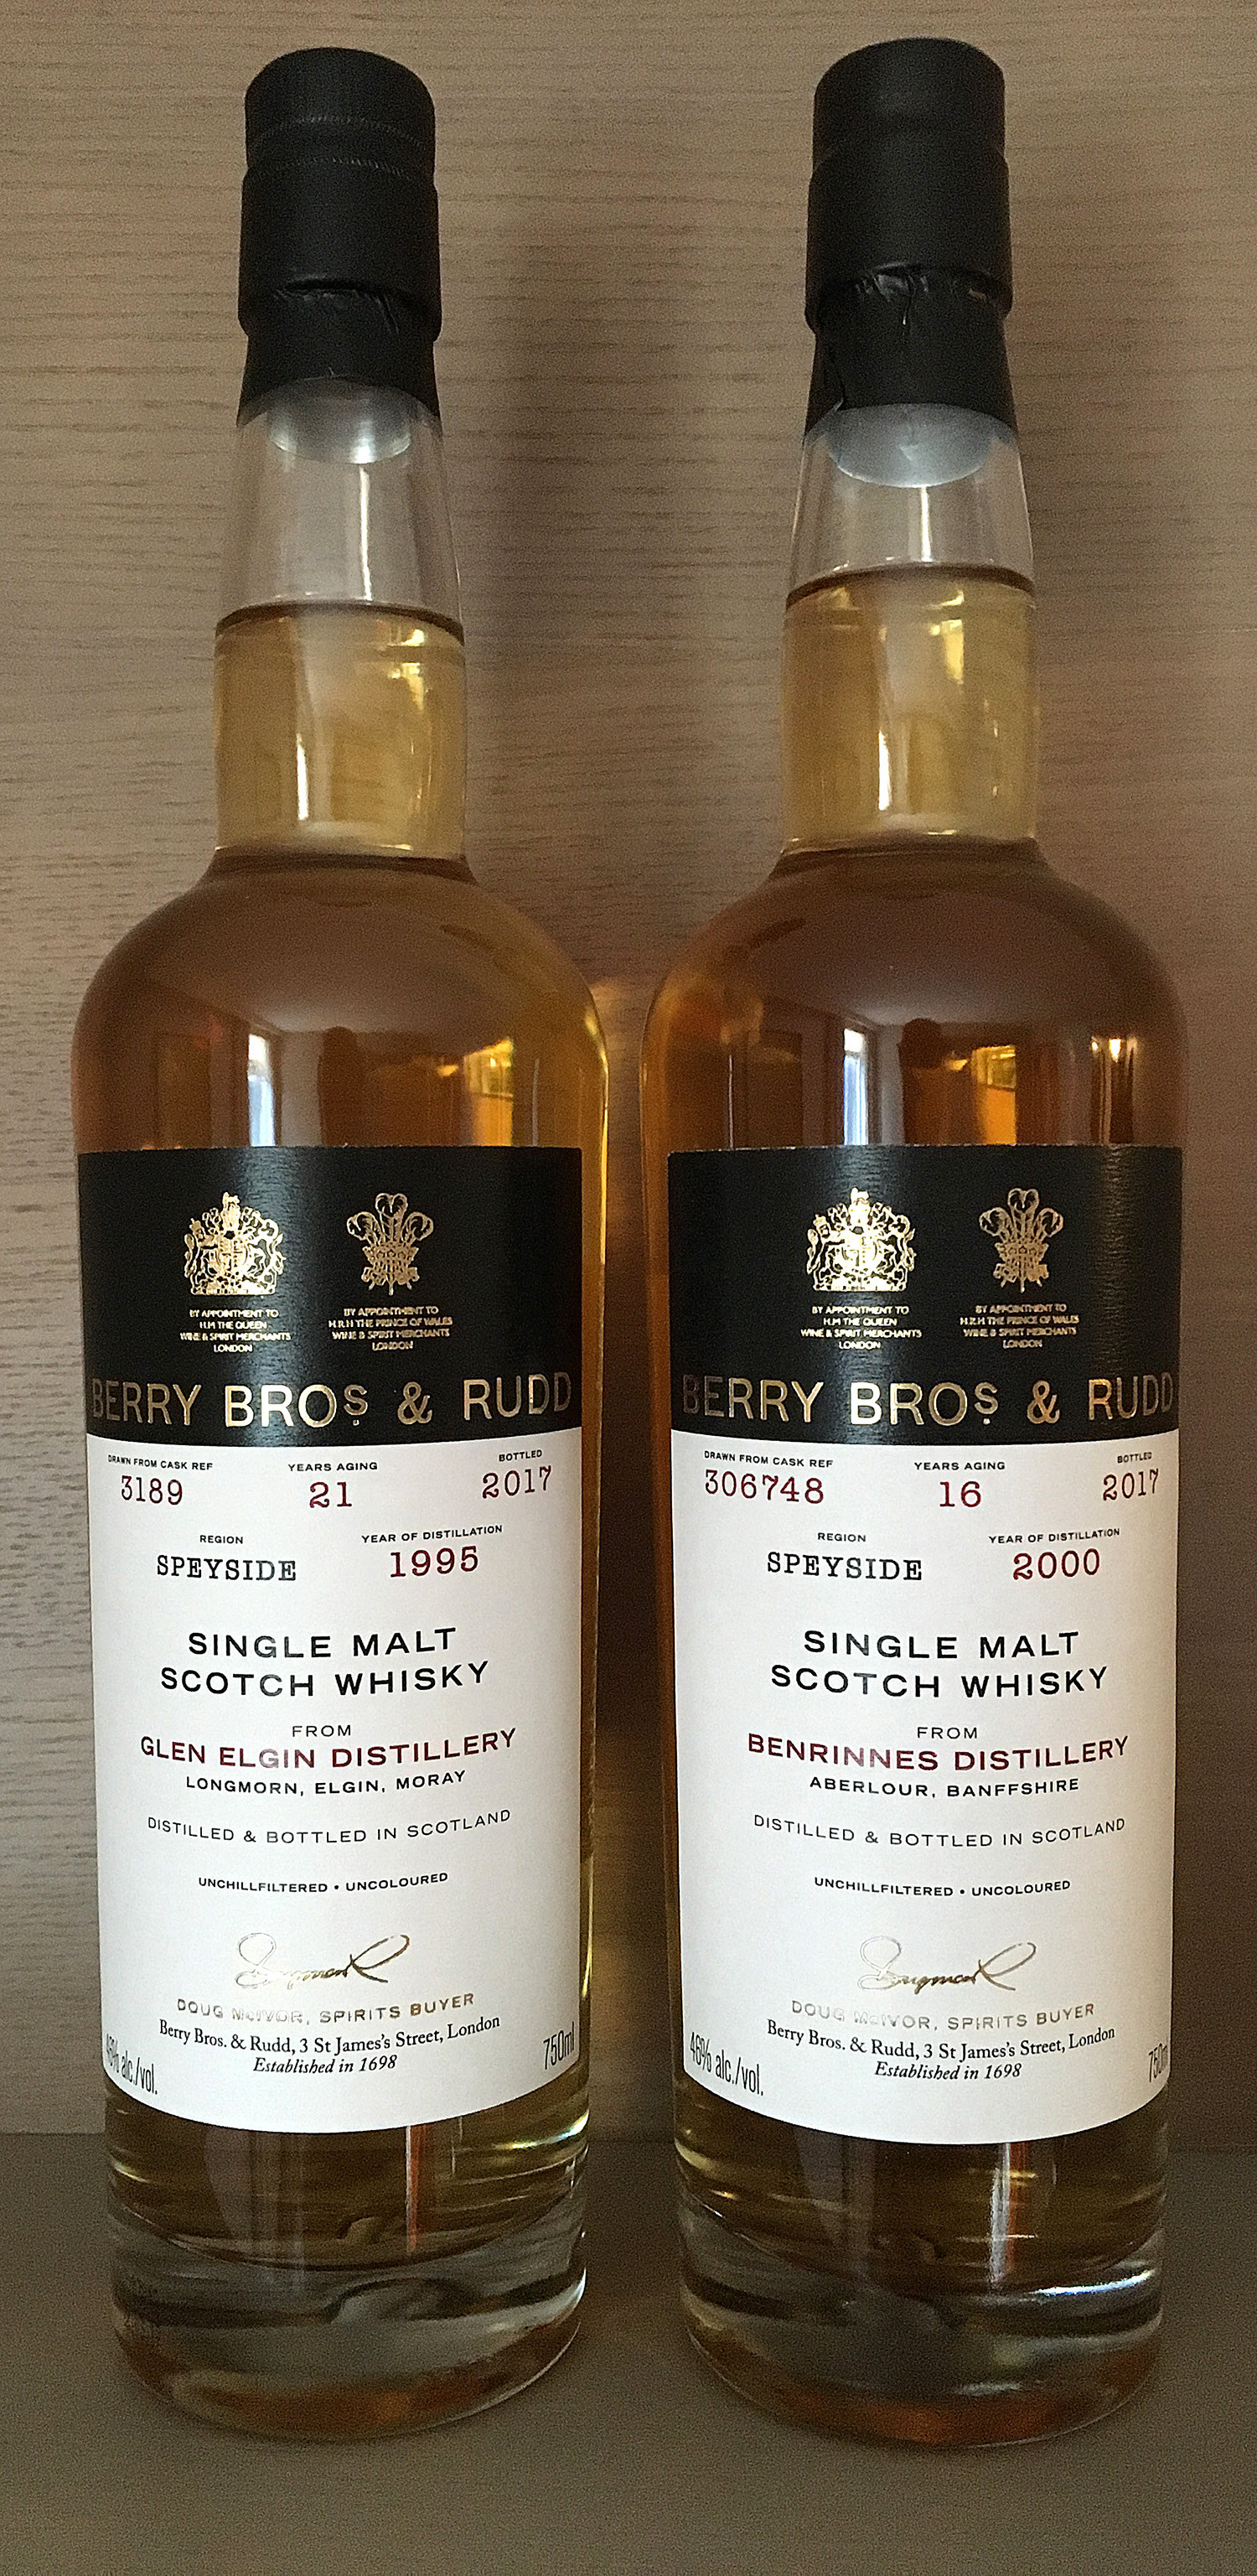 BY APPOINTMENT TO
H.M THE QUEEN
WINE & SPIRIT MERCHANTS
LONDON
BY APPOINTMENT TO
H.R.H THE PRINCE OF WALES
WINE & SPIRIT MERCHANTS
LONDON
BERRY BROS & RUDD
DRAWN FROM CASK REF
3189
YEARS AGING
21
BOTTLED
2017
REGION
SPEYSIDE
YEAR OF DISTILLATION
1995
SINGLE MALT
SCOTCH WHISKY
FROM
GLEN ELGIN DISTILLERY
LONGMORN, ELGIN, MORAY
DISTILLED & BOTTLED IN SCOTLAND
UNCHILLFILTERED • UNCOLOURED
DOUG McIVOR, SPIRITS BUYER
Berry Bros. & Rudd, 3 St James's Street, London
Established in 1698
46% alc./vol.
750ml
BY APPOINTMENT TO
H.M THE QUEEN
WINE & SPIRIT MERCHANTS
LONDON
BY APPOINTMENT TO
H.R.H THE PRINCE OF WALES
WINE & SPIRIT MERCHANTS
LONDON
BERRY BROS & RUDD
DRAWN FROM CASK REF
306748
YEARS AGING
16
BOTTLED
2017
REGION
SPEYSIDE
YEAR OF DISTILLATION
2000
SINGLE MALT
SCOTCH WHISKY
FROM
BENRINNES DISTILLERY
ABERLOUR, BANFFSHIRE
DISTILLED & BOTTLED IN SCOTLAND
UNCHILLFILTERED • UNCOLOURED
DOUG McIVOR, SPIRITS BUYER
Berry Bros. & Rudd, 3 St James's Street, London
Established in 1698
46% alc./vol.
750ml